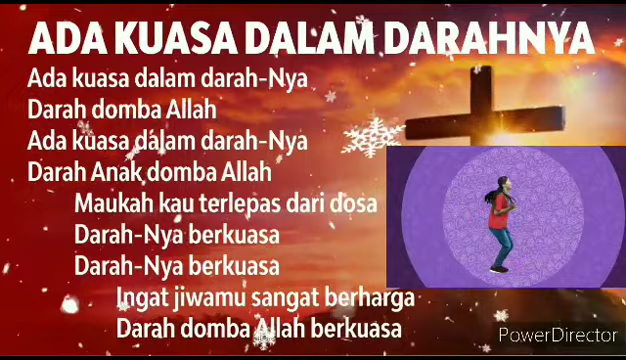 ADA KUASA DALAM DARAHNYA
Ada kuasa dalam darah-Nya
Darah domba Allah
Ada kuasa dalam darah-Nya
Darah Anak domba Allah
Maukah kau terlepas dari dosa
Darah-Nya berkuasa
Darah-Nya berkuasa
Ingat jiwamu sangat berharga
Darah domba Allah berkuasa
PowerDirector